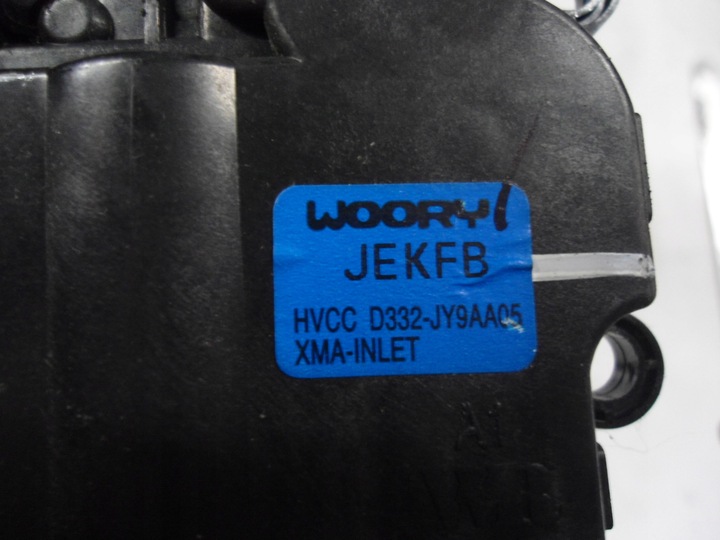 WOORY
JEKFB
HVCC D332-JY9AA05
XMA-INLET